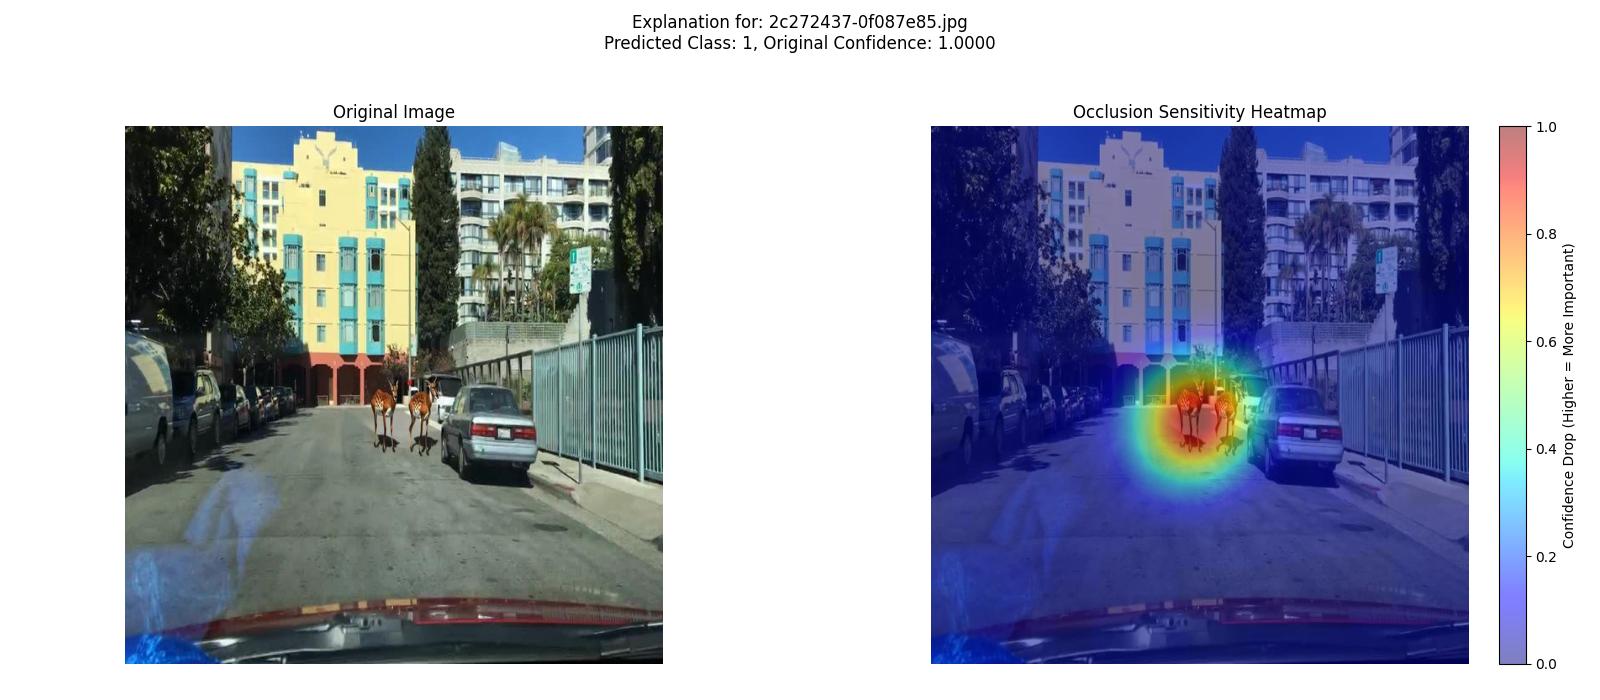 Explanation for: 2c272437-0f087e85.jpg
Predicted Class: 1, Original Confidence: 1.0000
Original Image
Occlusion Sensitivity Heatmap
1.0
0.8
0.6
0.4
0.2
0.0
Confidence Drop (Higher = More Important)